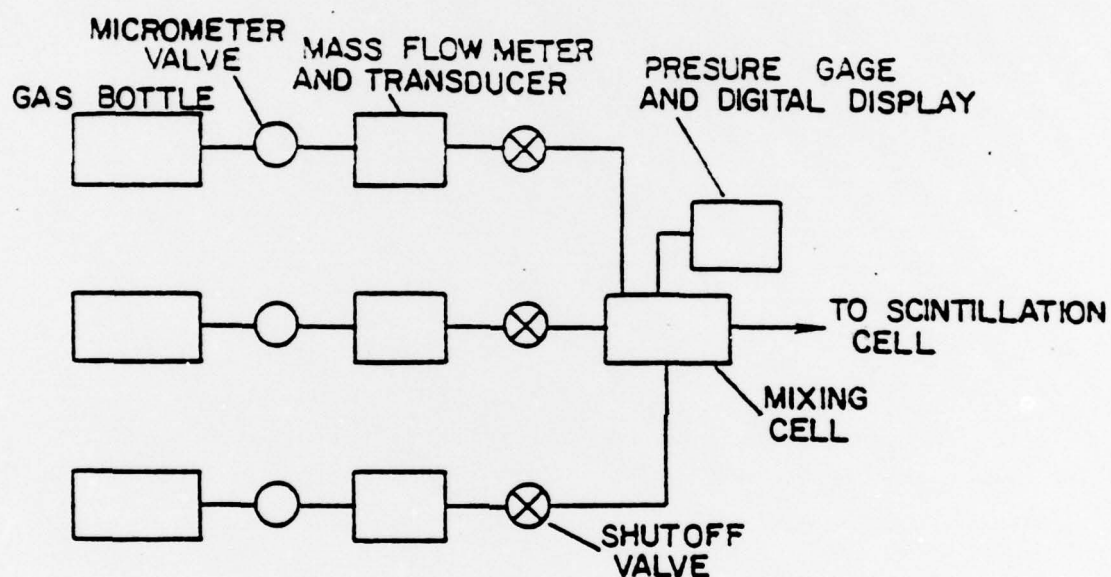 MICROMETER
VALVE
MASS FLOW METER
AND TRANSDUCER
PRESURE GAGE
AND DIGITAL DISPLAY
GAS BOTTLE
TO SCINTILLATION
CELL
MIXING
CELL
SHUTOFF
VALVE